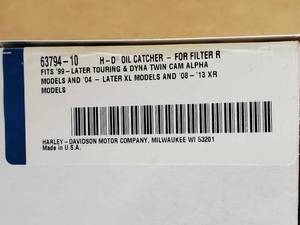 63794-10 H-D® OIL CATCHER - FOR FILTER R
FITS '99-LATER TOURING & DYNA TWIN CAM ALPHA
MODELS AND '04 - LATER XL MODELS AND '08 - '13 XR
MODELS
HARLEY-DAVIDSON MOTOR COMPANY, MILWAUKEE WI 53201
Made in U.S.A.